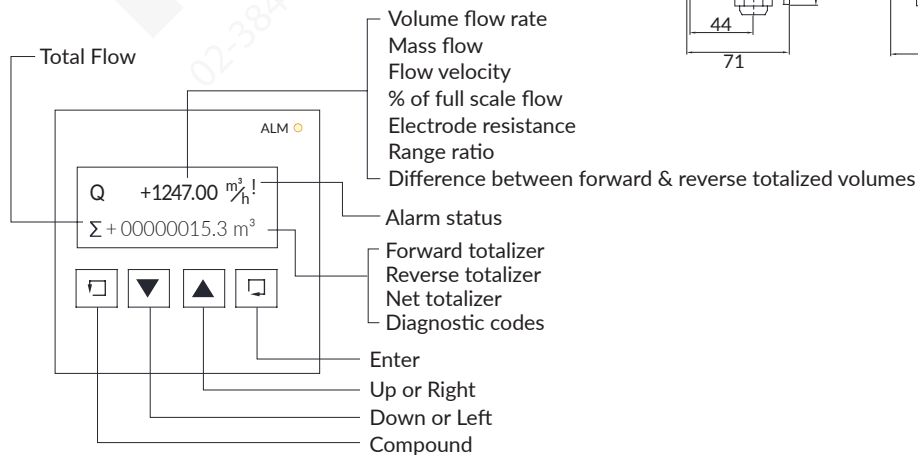 Volume flow rate
Mass flow
Flow velocity
% of full scale flow
Electrode resistance
Range ratio
Difference between forward & reverse totalized volumes
Total Flow
ALM
Q +1247.00 m³/h !
Σ + 00000015.3 m³
Alarm status
Forward totalizer
Reverse totalizer
Net totalizer
Diagnostic codes
Enter
Up or Right
Down or Left
Compound
44
71
02-384